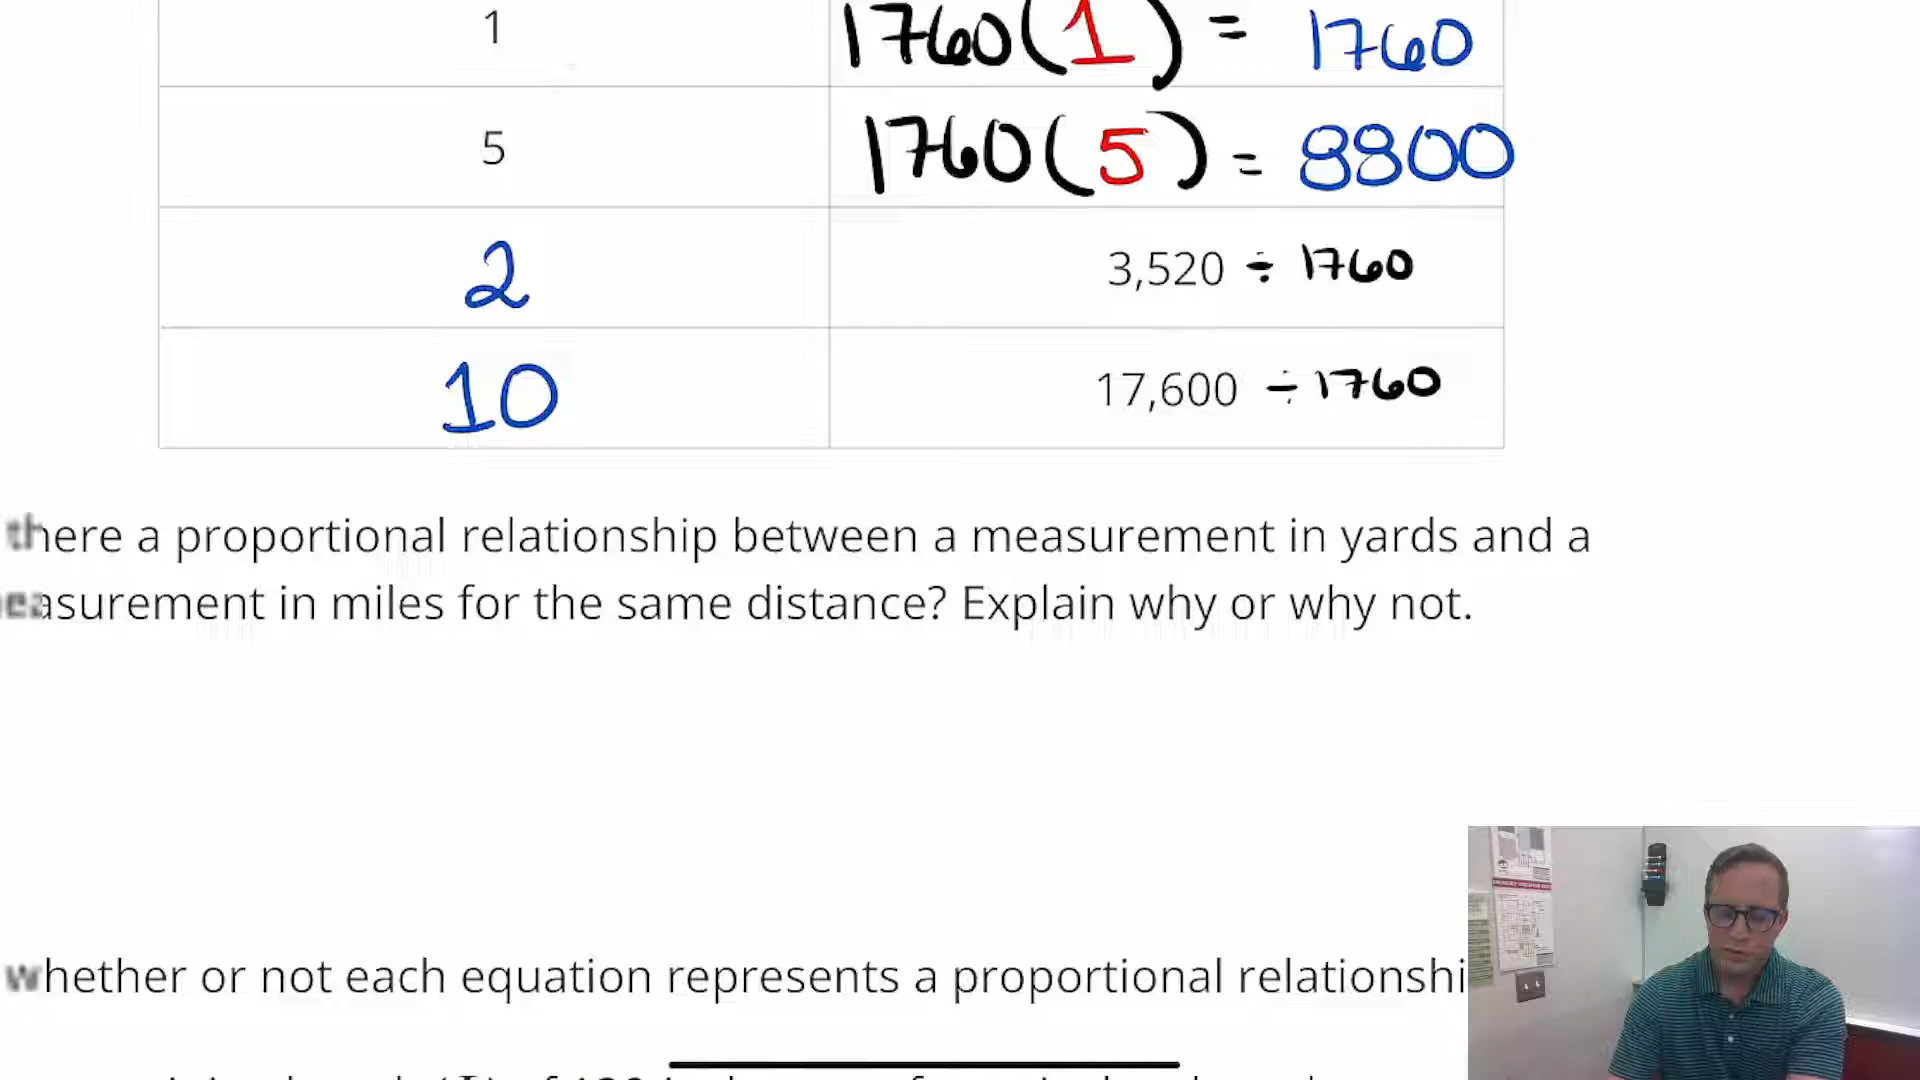 1 1760(1) = 1760
5 1760(5) = 8800
2 3,520 ÷ 1760
10 17,600 ÷ 1760
there a proportional relationship between a measurement in yards and a
easurement in miles for the same distance? Explain why or why not.
whether or not each equation represents a proportional relationshi